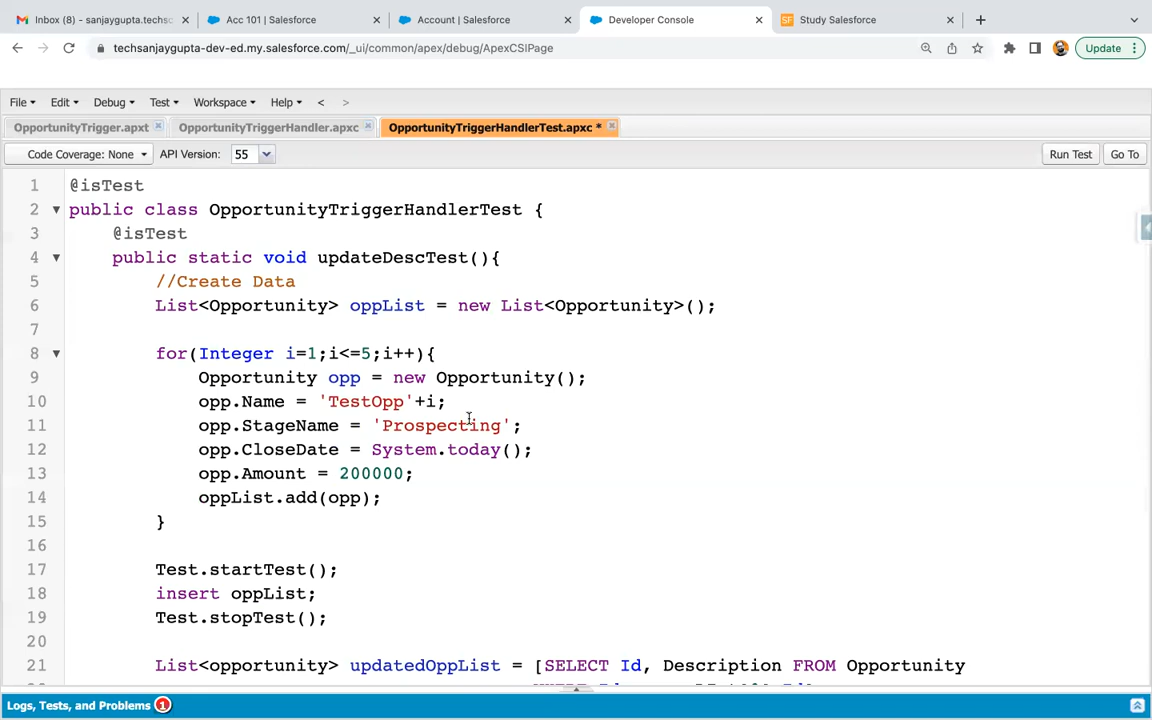 Inbox (8) - sanjaygupta.techsc
Acc 101 | Salesforce
Account | Salesforce
Developer Console
SF Study Salesforce
techsanjaygupta-dev-ed.my.salesforce.com/_ui/common/apex/debug/ApexCSIPage
Update
File Edit Debug Test Workspace Help < >
OpportunityTrigger.apxt
OpportunityTriggerHandler.apxc
OpportunityTriggerHandlerTest.apxc *
Code Coverage: None API Version: 55 Run Test Go To
1 @isTest
2 public class OpportunityTriggerHandlerTest {
3 @isTest
4 public static void updateDescTest(){
5 //Create Data
6 List<Opportunity> oppList = new List<Opportunity>();
7
8 for(Integer i=1;i<=5;i++){
9 Opportunity opp = new Opportunity();
10 opp.Name = 'TestOpp'+i;
11 opp.StageName = 'Prospecting';
12 opp.CloseDate = System.today();
13 opp.Amount = 200000;
14 oppList.add(opp);
15 }
16
17 Test.startTest();
18 insert oppList;
19 Test.stopTest();
20
21 List<opportunity> updatedOppList = [SELECT Id, Description FROM Opportunity
Logs, Tests, and Problems 1